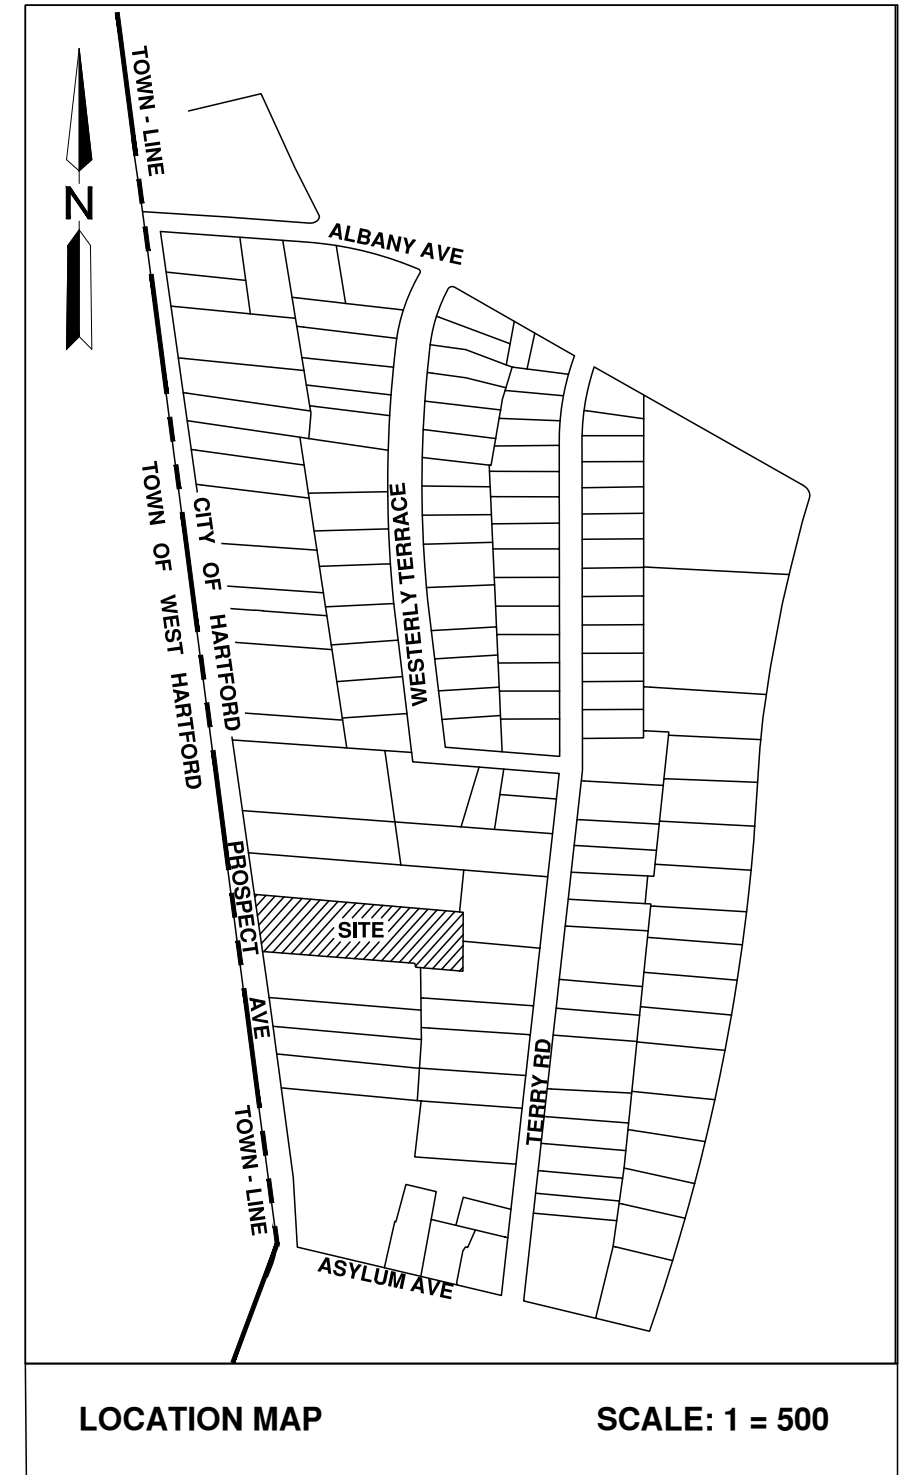 TOWN - LINE
N
ALBANY AVE
TOWN OF WEST HARTFORD
CITY OF HARTFORD
WESTERLY TERRACE
PROSPECT AVE
SITE
TERRY RD
TOWN - LINE
ASYLUM AVE
LOCATION MAP
SCALE: 1 = 500